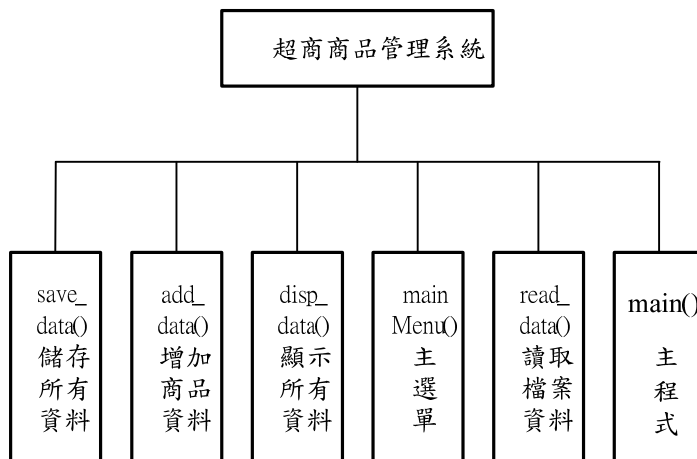 超商商品管理系統
save_
data()
儲存
所有
資料
add_
data()
增加
商品
資料
disp_
data()
顯示
所有
資料
main
Menu()
主
選
單
read_
data()
讀取
檔案
資料
main()
主
程
式